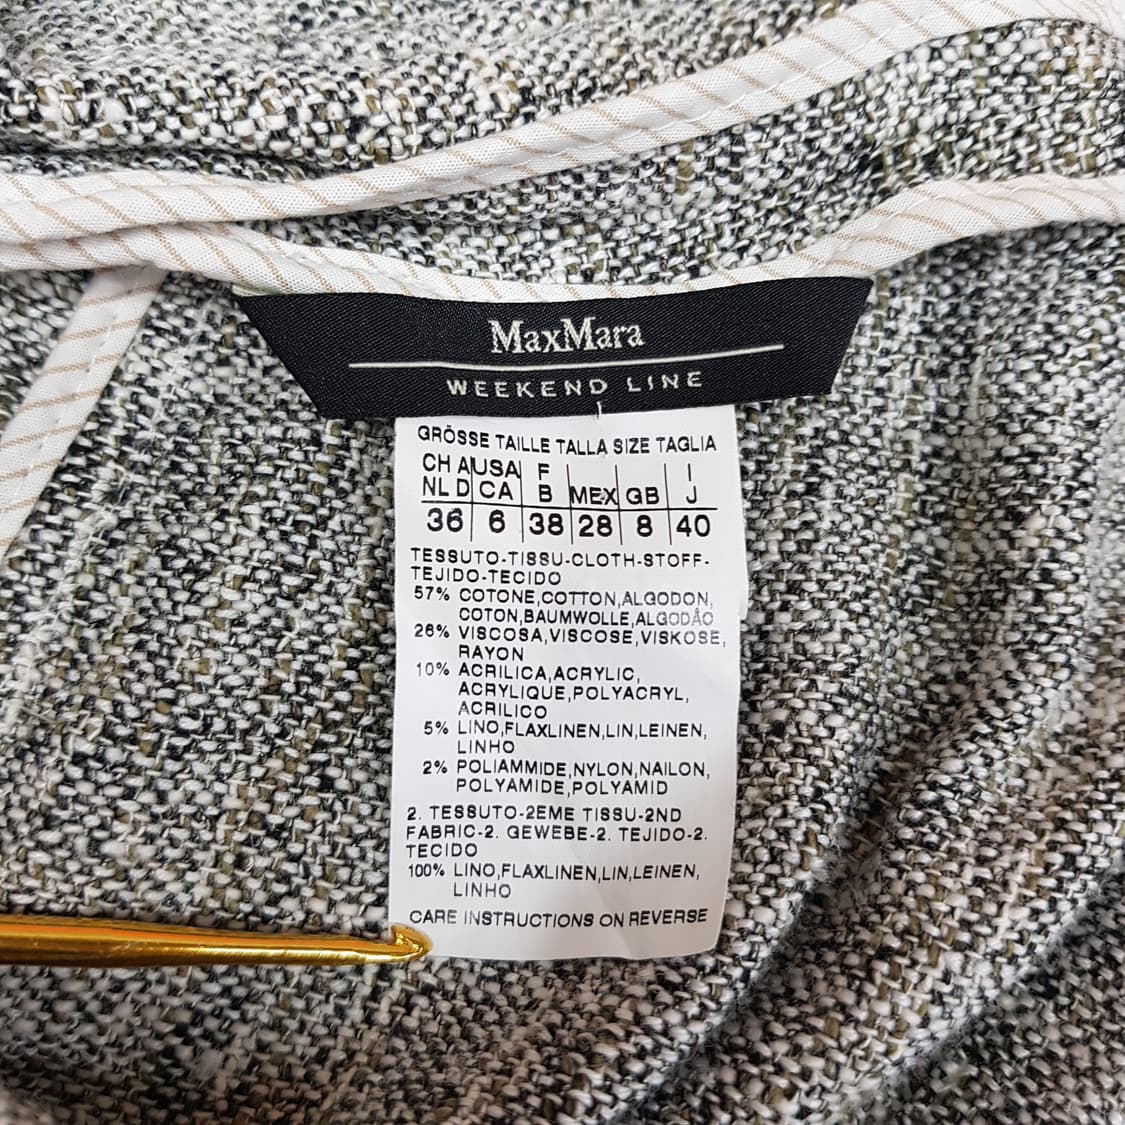 MaxMara
WEEKEND LINE
GRÖSSE TAILLE TALLA SIZE TAGLIA
CH A USA F I
NL D CA B MEX GB J
36 6 38 28 8 40
TESSUTO-TISSU-CLOTH-STOFF-
TEJIDO-TECIDO
57% COTONE,COTTON,ALGODON,
COTON,BAUMWOLLE,ALGODÃO
26% VISCOSA,VISCOSE,VISKOSE,
RAYON
10% ACRILICA,ACRYLIC,
ACRYLIQUE,POLYACRYL,
ACRILICO
5% LINO,FLAXLINEN,LIN,LEINEN,
LINHO
2% POLIAMMIDE,NYLON,NAILON,
POLYAMIDE,POLYAMID
2. TESSUTO-2EME TISSU-2ND
FABRIC-2. GEWEBE-2. TEJIDO-2.
TECIDO
100% LINO,FLAXLINEN,LIN,LEINEN,
LINHO
CARE INSTRUCTIONS ON REVERSE